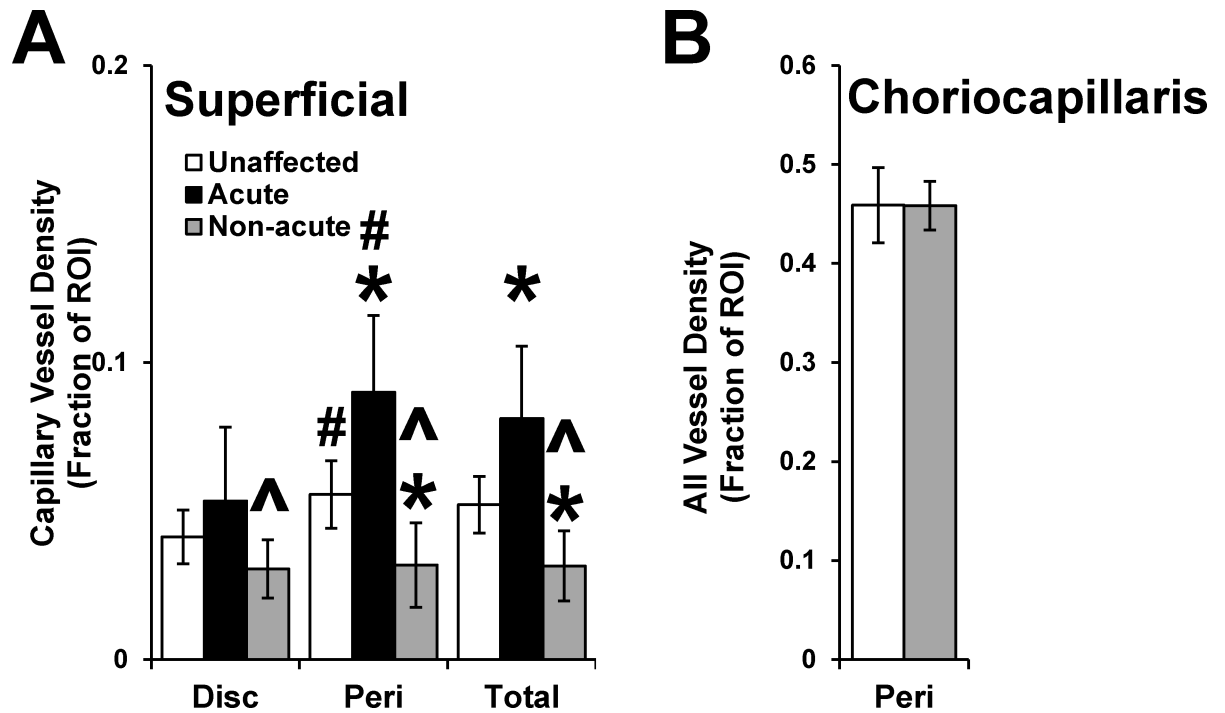 A
0.2
Superficial
Unaffected
Acute
Non-acute
#
*
*
#
^
^
^
*
*
0.1
0
Capillary Vessel Density
(Fraction of ROI)
Disc
Peri
Total
B
0.6
Choriocapillaris
0.5
0.4
0.3
0.2
0.1
0
All Vessel Density
(Fraction of ROI)
Peri